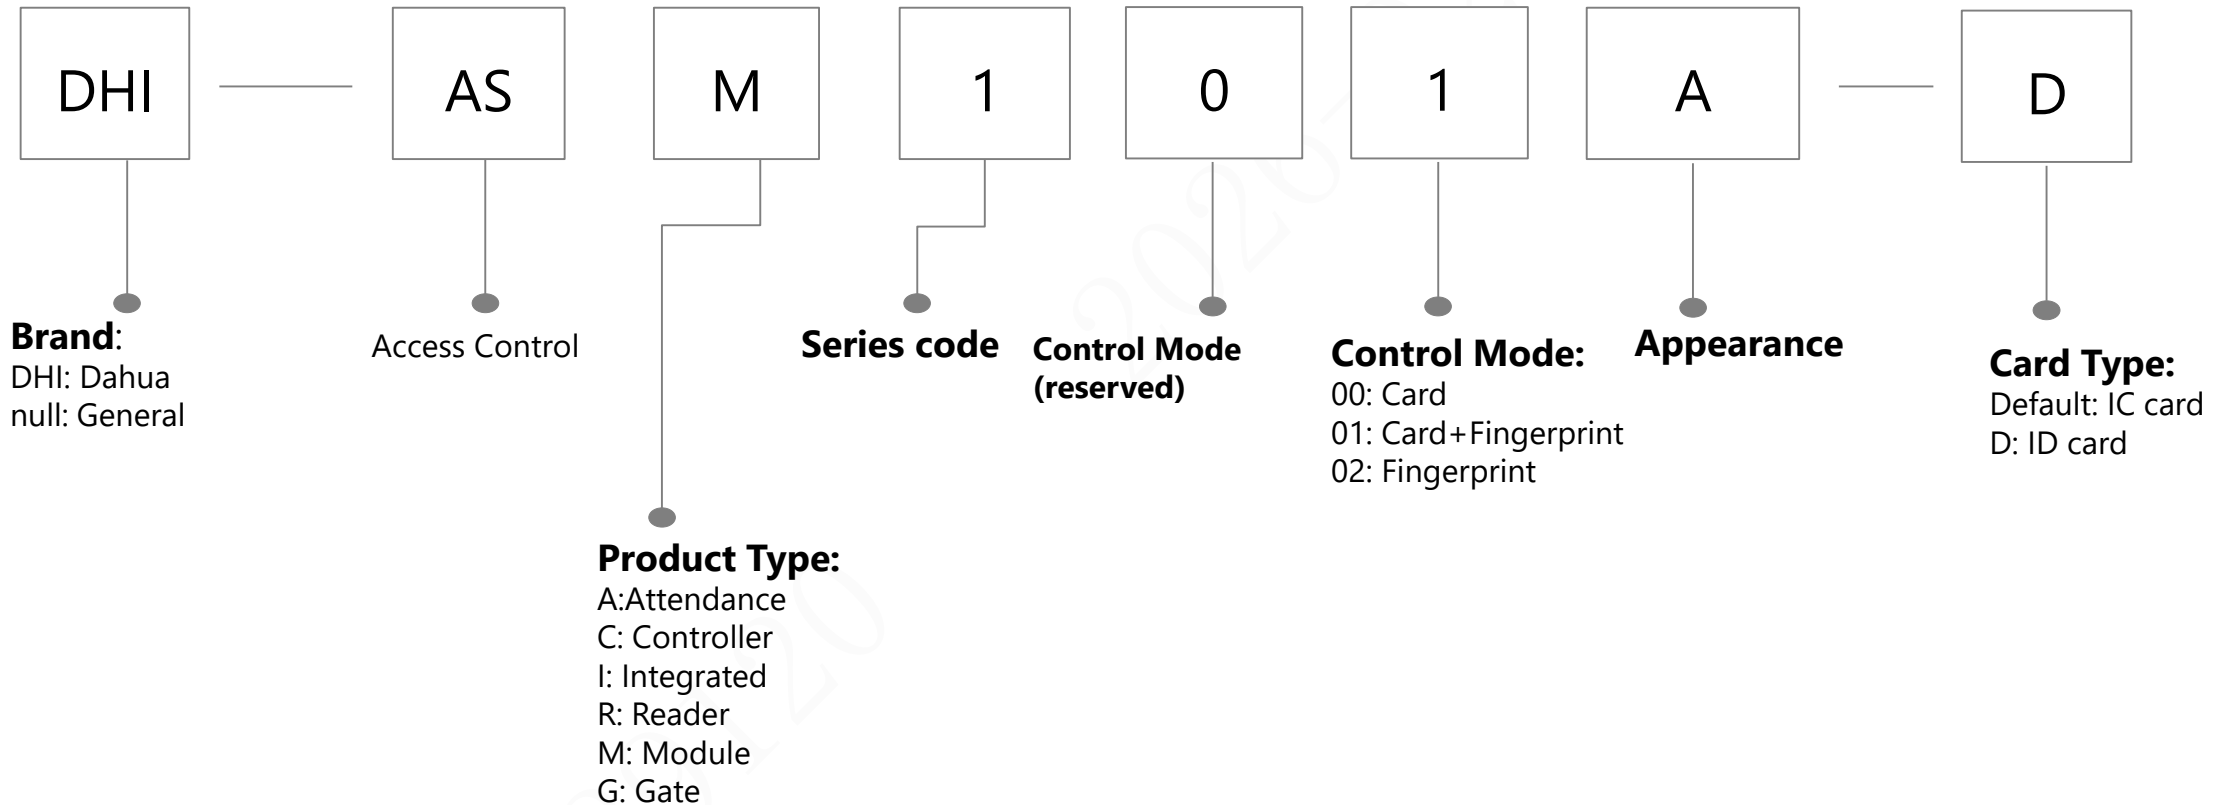 DHI AS M 1 0 1 A D
Brand:
DHI: Dahua
null: General
Access Control
Product Type:
A:Attendance
C: Controller
I: Integrated
R: Reader
M: Module
G: Gate
Series code
Control Mode
(reserved)
Control Mode:
00: Card
01: Card+Fingerprint
02: Fingerprint
Appearance
Card Type:
Default: IC card
D: ID card